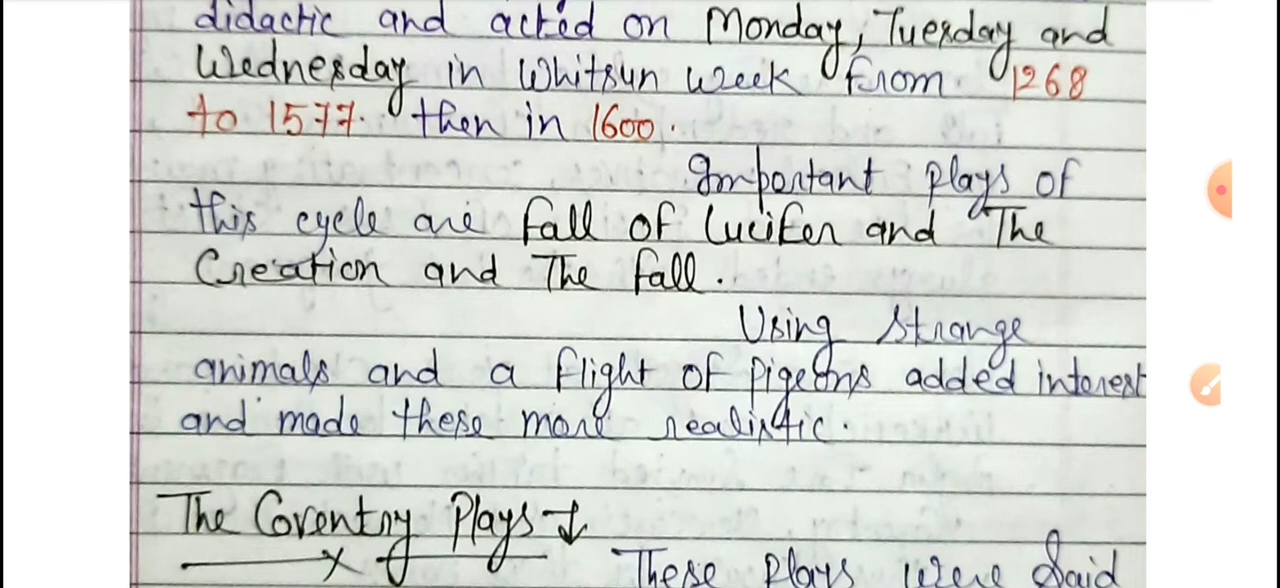 didactic and acted on Monday, Tuesday and
Wednesday in Whitsun week from 1268
to 1577. then in 1600.
Important plays of
this cycle are Fall of Lucifer and The
Creation and The Fall.
Using strange
animals and a flight of pigeons added interest
and made these more realistic.
The Coventry Plays ↓
These plays were said